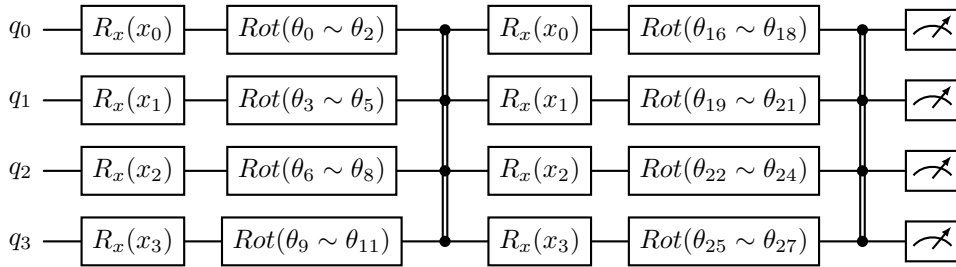 q₀ Rₓ(x₀) Rot(θ₀ ∼ θ₂) Rₓ(x₀) Rot(θ₁₆ ∼ θ₁₈)
q₁ Rₓ(x₁) Rot(θ₃ ∼ θ₅) Rₓ(x₁) Rot(θ₁₉ ∼ θ₂₁)
q₂ Rₓ(x₂) Rot(θ₆ ∼ θ₈) Rₓ(x₂) Rot(θ₂₂ ∼ θ₂₄)
q₃ Rₓ(x₃) Rot(θ₉ ∼ θ₁₁) Rₓ(x₃) Rot(θ₂₅ ∼ θ₂₇)